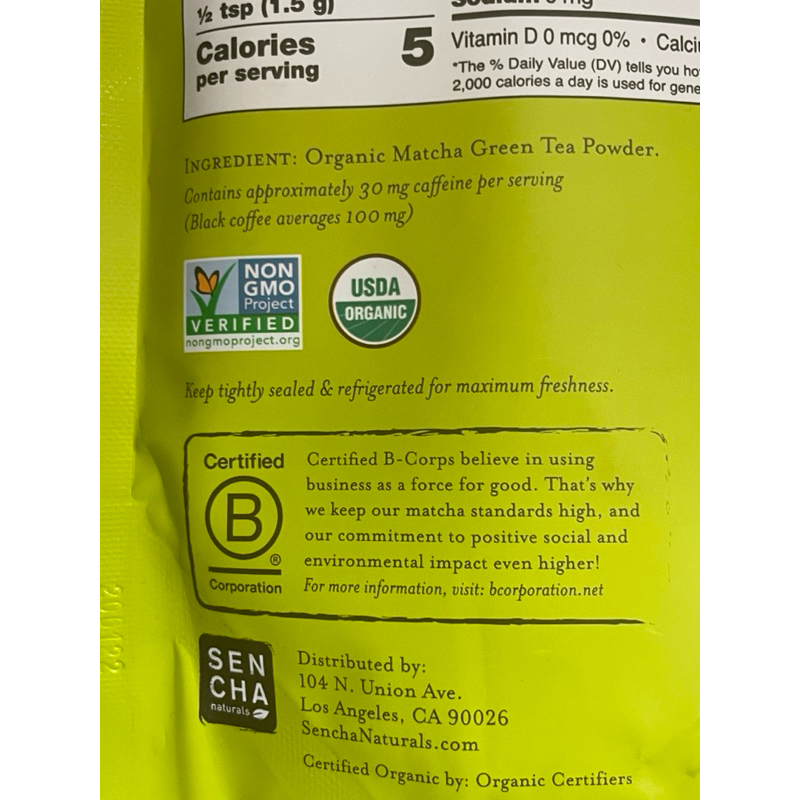 ½ tsp (1.5 g)
Calories
per serving
5
Vitamin D 0 mcg 0% •
*The % Daily Value (DV) tells you
2,000 calories a day is used for
INGREDIENT: Organic Matcha Green Tea Powder.
Contains approximately 30 mg caffeine per serving
(Black coffee averages 100 mg)
NON
GMO
Project
VERIFIED
nongmoproject.org
USDA
ORGANIC
Keep tightly sealed & refrigerated for maximum freshness.
Certified
B
®
Corporation
Certified B-Corps believe in using
business as a force for good. That's why
we keep our matcha standards high, and
our commitment to positive social and
environmental impact even higher!
For more information, visit: bcorporation.net
SEN
CHA
naturals
Distributed by:
104 N. Union Ave.
Los Angeles, CA 90026
SenchaNaturals.com
Certified Organic by: Organic Certifiers